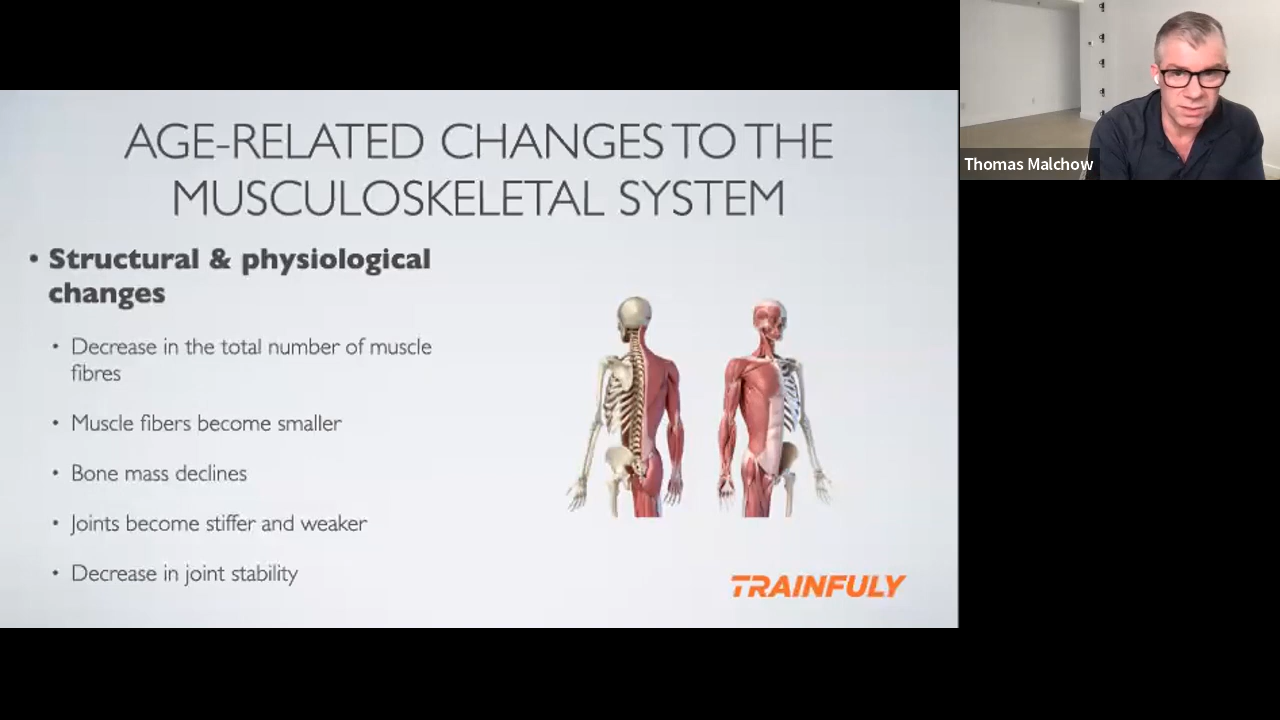 AGE-RELATED CHANGES TO THE
MUSCULOSKELETAL SYSTEM
• Structural & physiological
changes
• Decrease in the total number of muscle
fibres
• Muscle fibers become smaller
• Bone mass declines
• Joints become stiffer and weaker
• Decrease in joint stability
TRAINFULY
Thomas Malchow